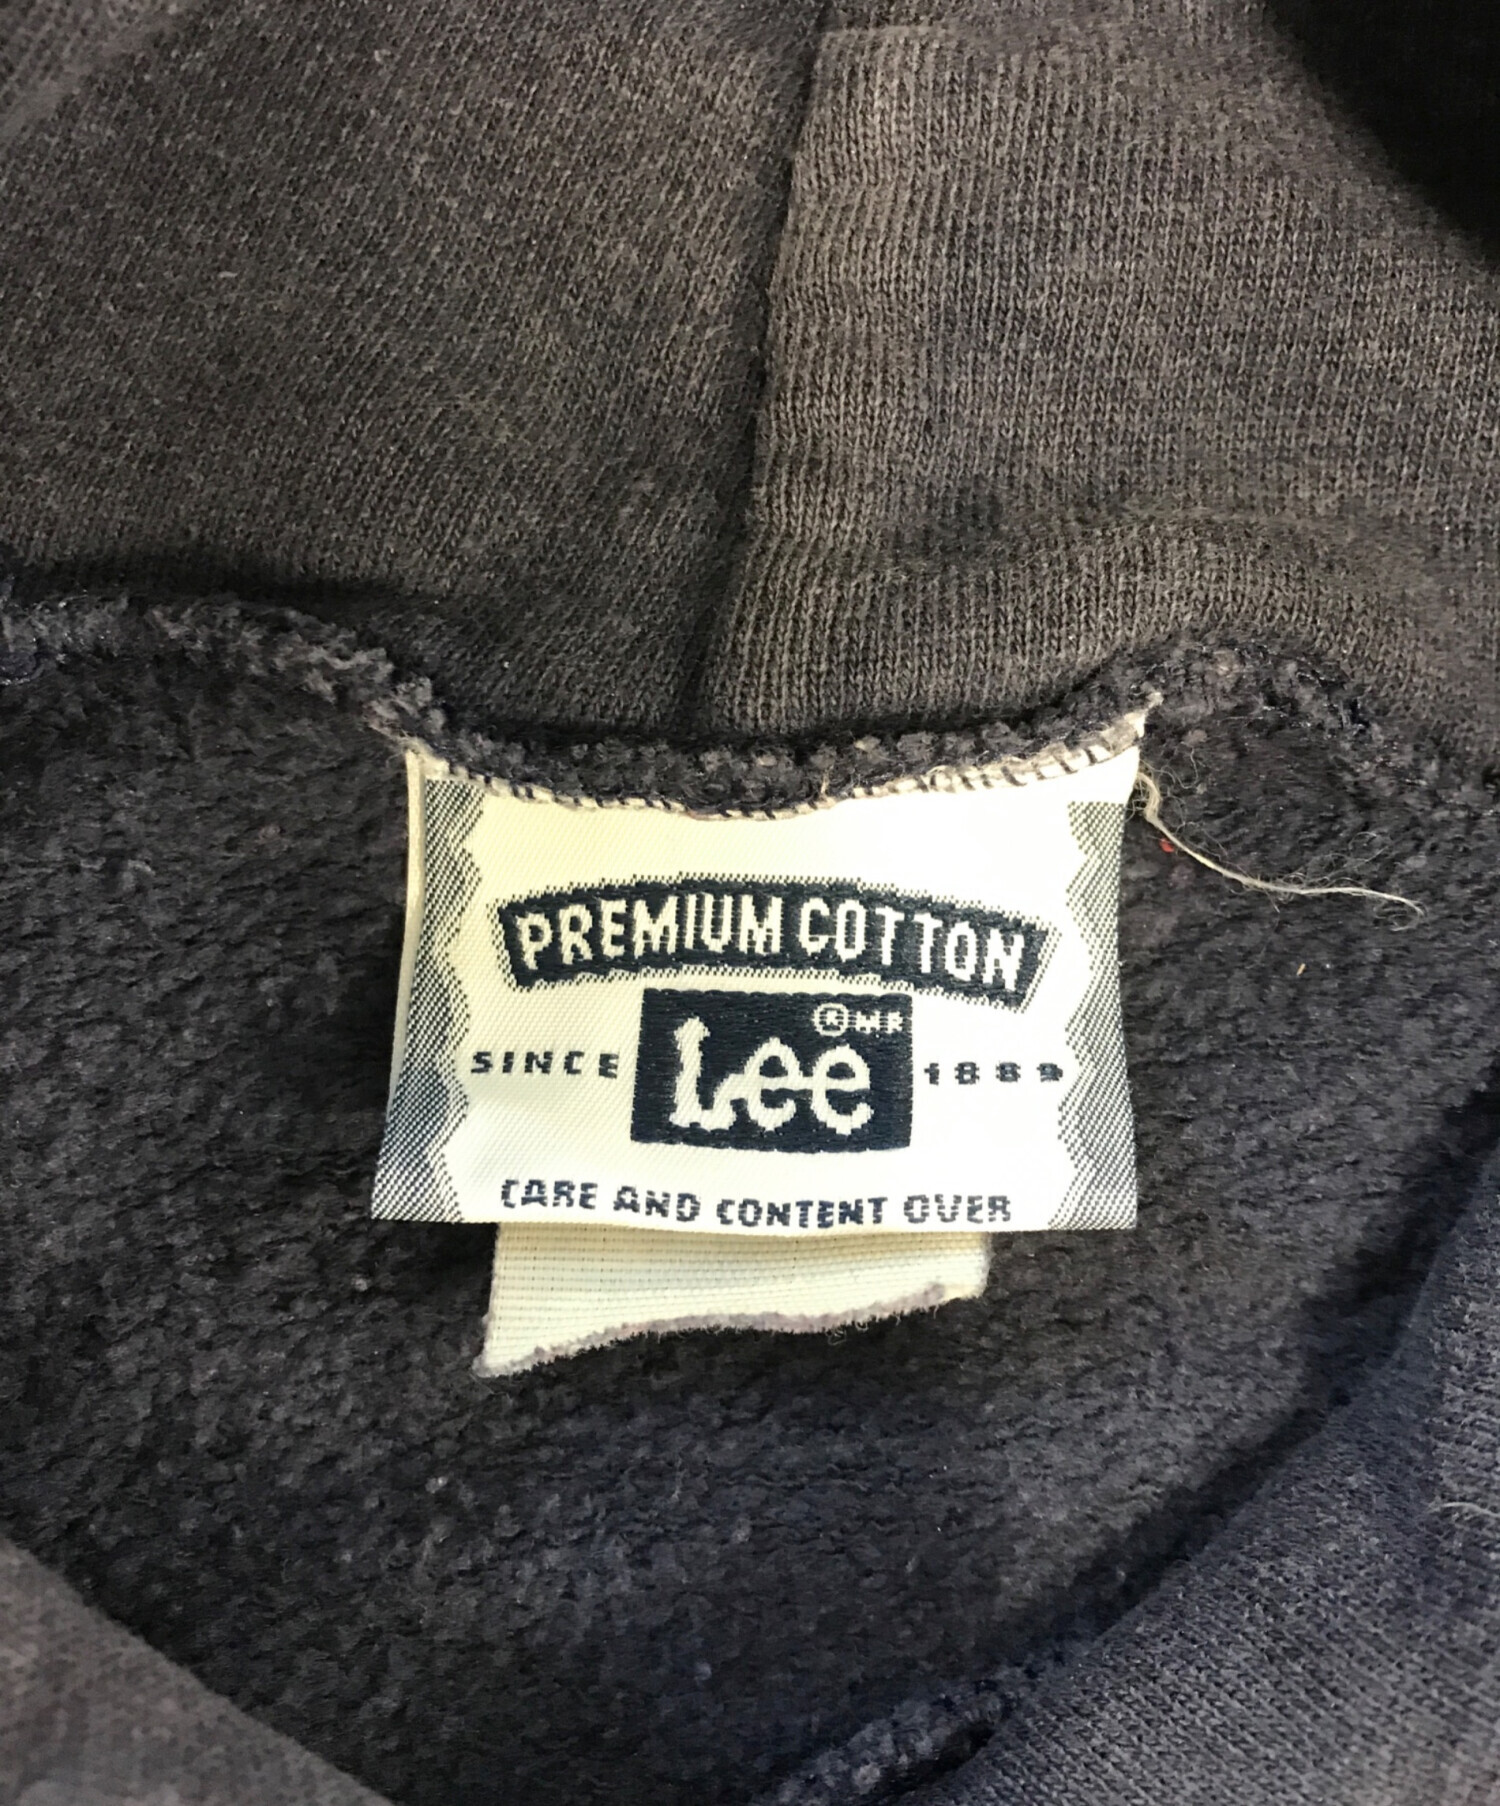 PREMIUM COTTON
® MR
SINCE Lee 1889
CARE AND CONTENT OVER